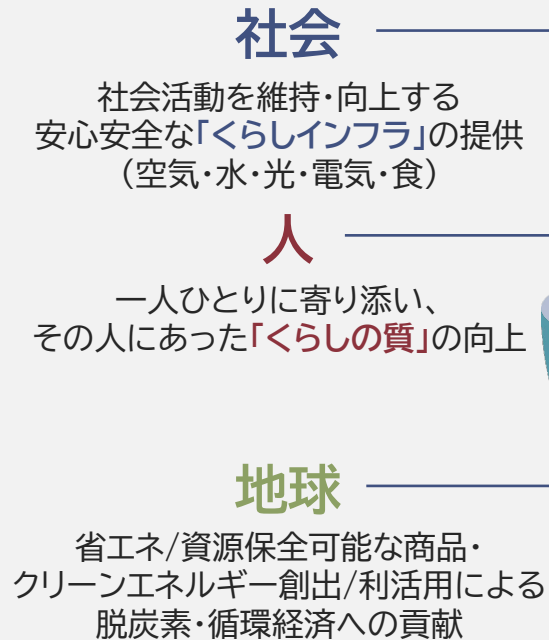 社会
社会活動を維持・向上する
安心安全な「くらしインフラ」の提供
（空気・水・光・電気・食）
人
一人ひとりに寄り添い、
その人にあった「くらしの質」の向上
地球
省エネ/資源保全可能な商品・
クリーンエネルギー創出/利活用による
脱炭素・循環経済への貢献